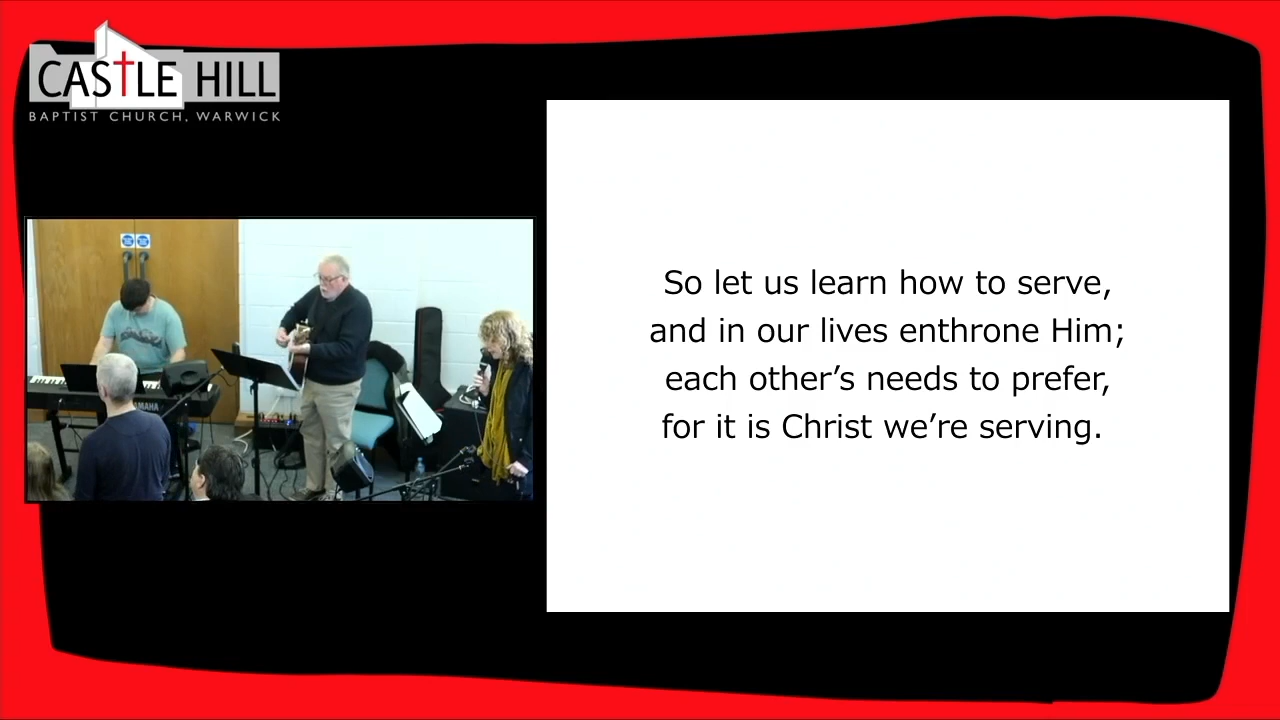 CASTLE HILL
BAPTIST CHURCH, WARWICK
So let us learn how to serve,
and in our lives enthrone Him;
each other’s needs to prefer,
for it is Christ we’re serving.
YAMAHA